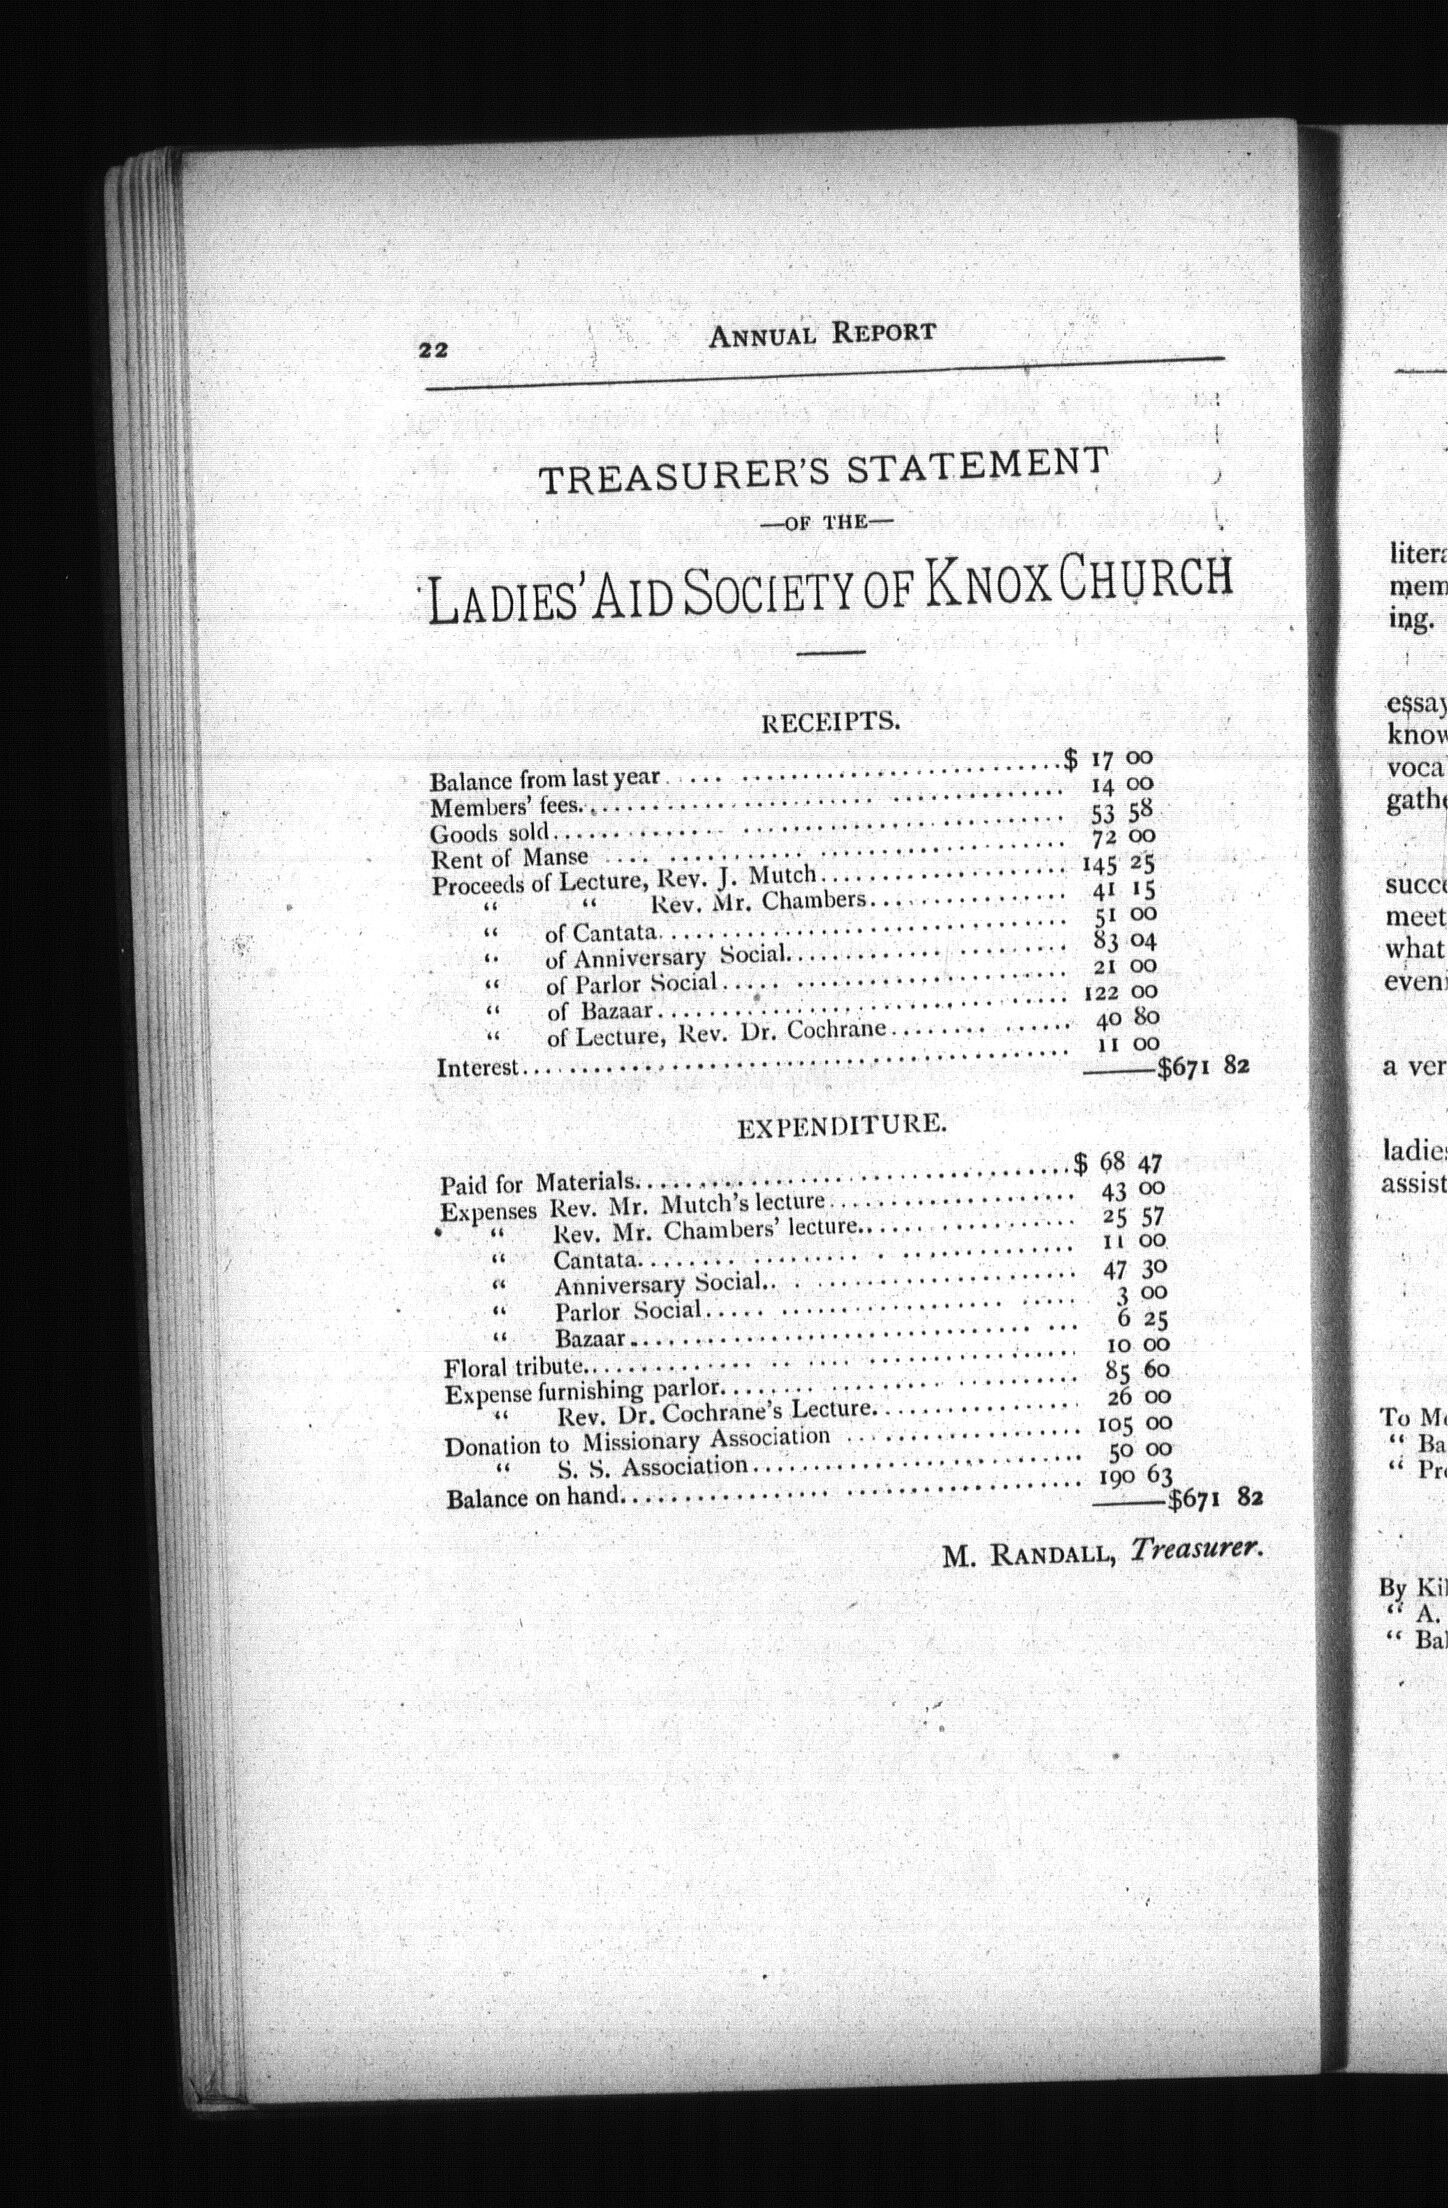 22
ANNUAL REPORT
TREASURER'S STATEMENT
—OF THE—
LADIES' AID SOCIETY OF KNOX CHURCH
RECEIPTS.
Balance from last year $ 17 00
Members' fees 14 00
Goods sold 53 58
Rent of Manse 72 00
Proceeds of Lecture, Rev. J. Mutch 145 25
" " Rev. Mr. Chambers 41 15
" of Cantata 51 00
" of Anniversary Social 83 04
" of Parlor Social 21 00
" of Bazaar 122 00
" of Lecture, Rev. Dr. Cochrane 40 80
Interest 11 00
$671 82
EXPENDITURE.
Paid for Materials $ 68 47
Expenses Rev. Mr. Mutch's lecture 43 00
" Rev. Mr. Chambers' lecture 25 57
" Cantata 11 00
" Anniversary Social 47 30
" Parlor Social 3 00
" Bazaar 6 25
Floral tribute 10 00
Expense furnishing parlor 85 60
" Rev. Dr. Cochrane's Lecture 26 00
Donation to Missionary Association 105 00
" S. S. Association 50 00
Balance on hand 190 63
$671 82
M. RANDALL, Treasurer.
ing.
a
To
"
"
By
" A.
"